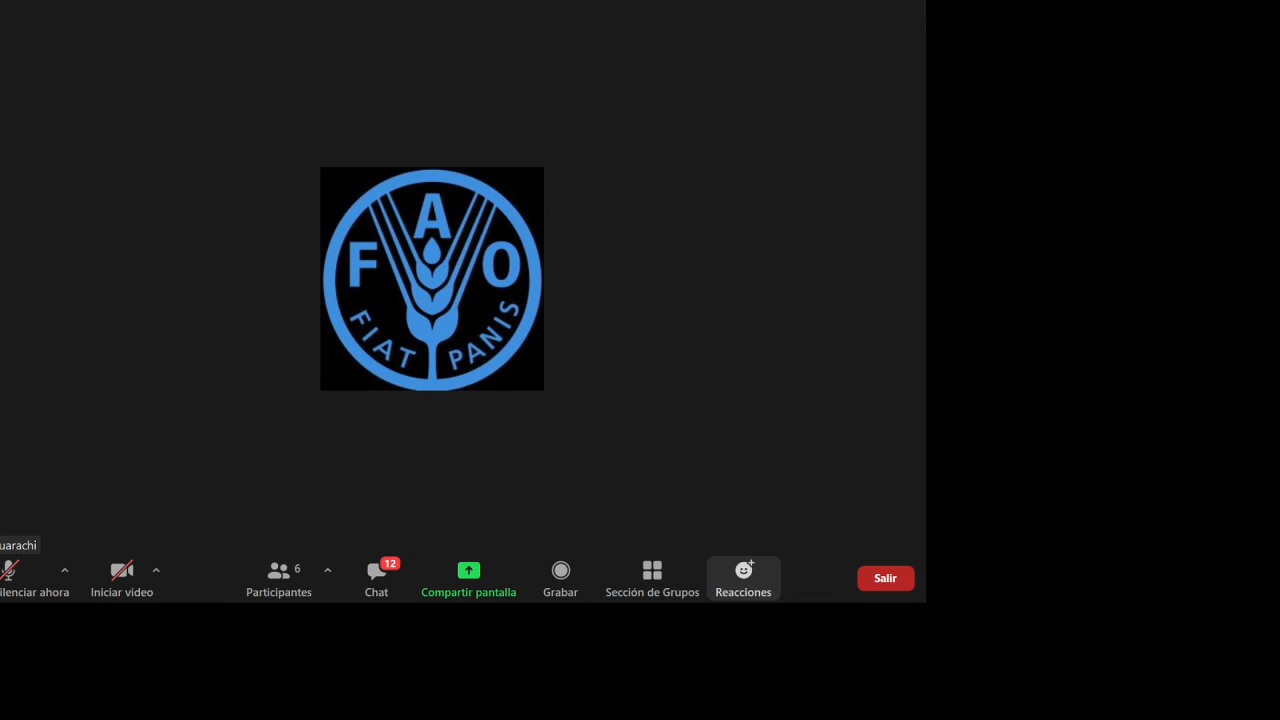 A
F O
FIAT PANIS
uarachi
6
12
ilenciar ahora
Iniciar video
Participantes
Chat
Compartir pantalla
Grabar
Sección de Grupos
Reacciones
Salir